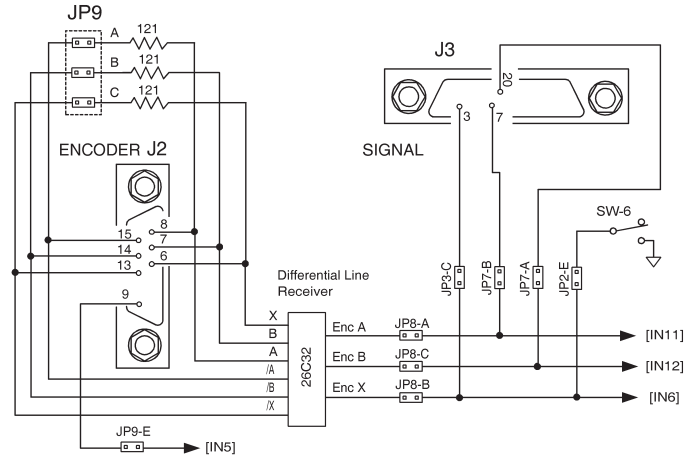 JP9
A 121
B 121
C 121
J3
20
3
7
SIGNAL
ENCODER J2
15
8
7
14
6
13
9
SW-6
JP3-C
JP7-B
JP7-A
JP2-E
Differential Line
Receiver
X
B
A
/A
/B
/X
26C32
Enc A
JP8-A
[IN11]
Enc B
JP8-C
[IN12]
Enc X
JP8-B
[IN6]
JP9-E
[IN5]